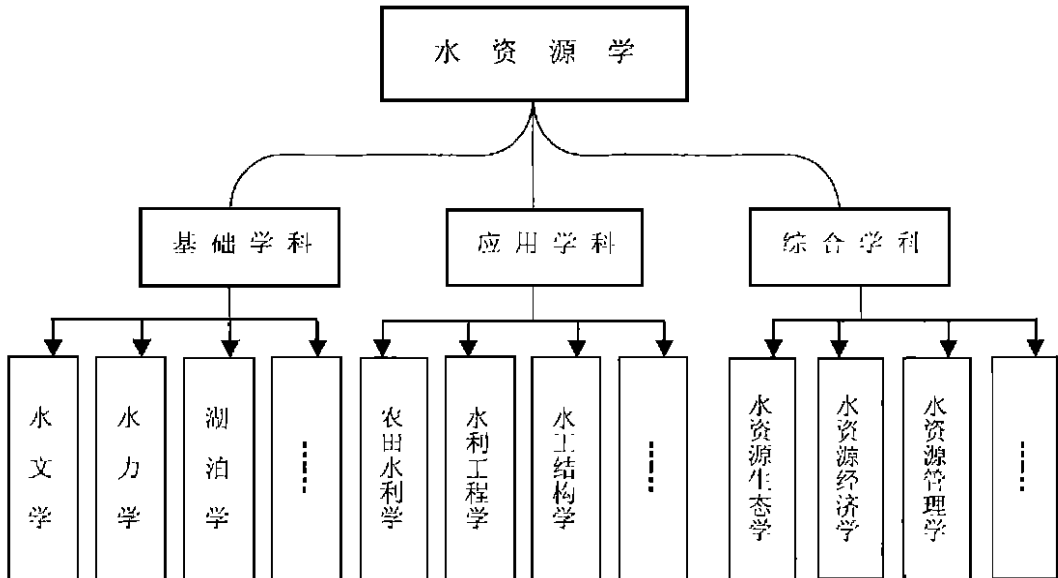 水资源学
基础学科
应用学科
综合学科
水文学
水力学
湖泊学
……
农田水利学
水利工程学
水工结构学
……
水资源生态学
水资源经济学
水资源管理学
……